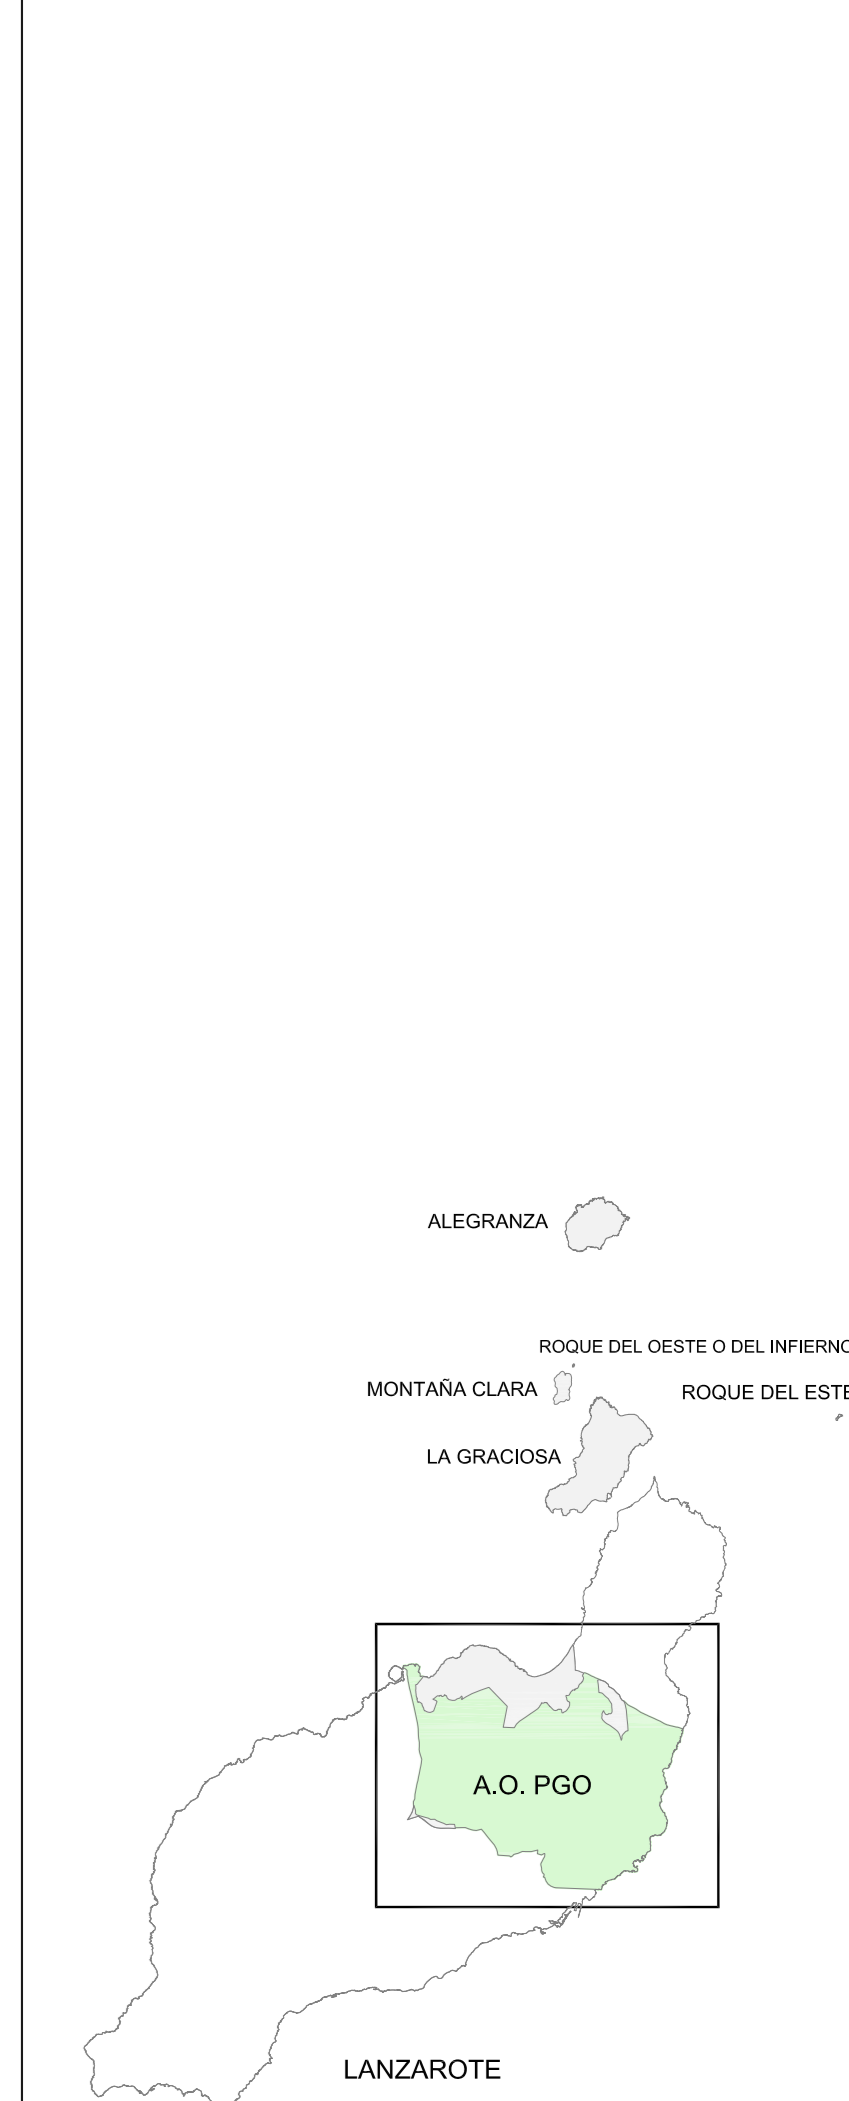 ALEGRANZA
ROQUE DEL OESTE O DEL INFIERNO
MONTAÑA CLARA
ROQUE DEL ESTE
LA GRACIOSA
A.O. PGO
LANZAROTE